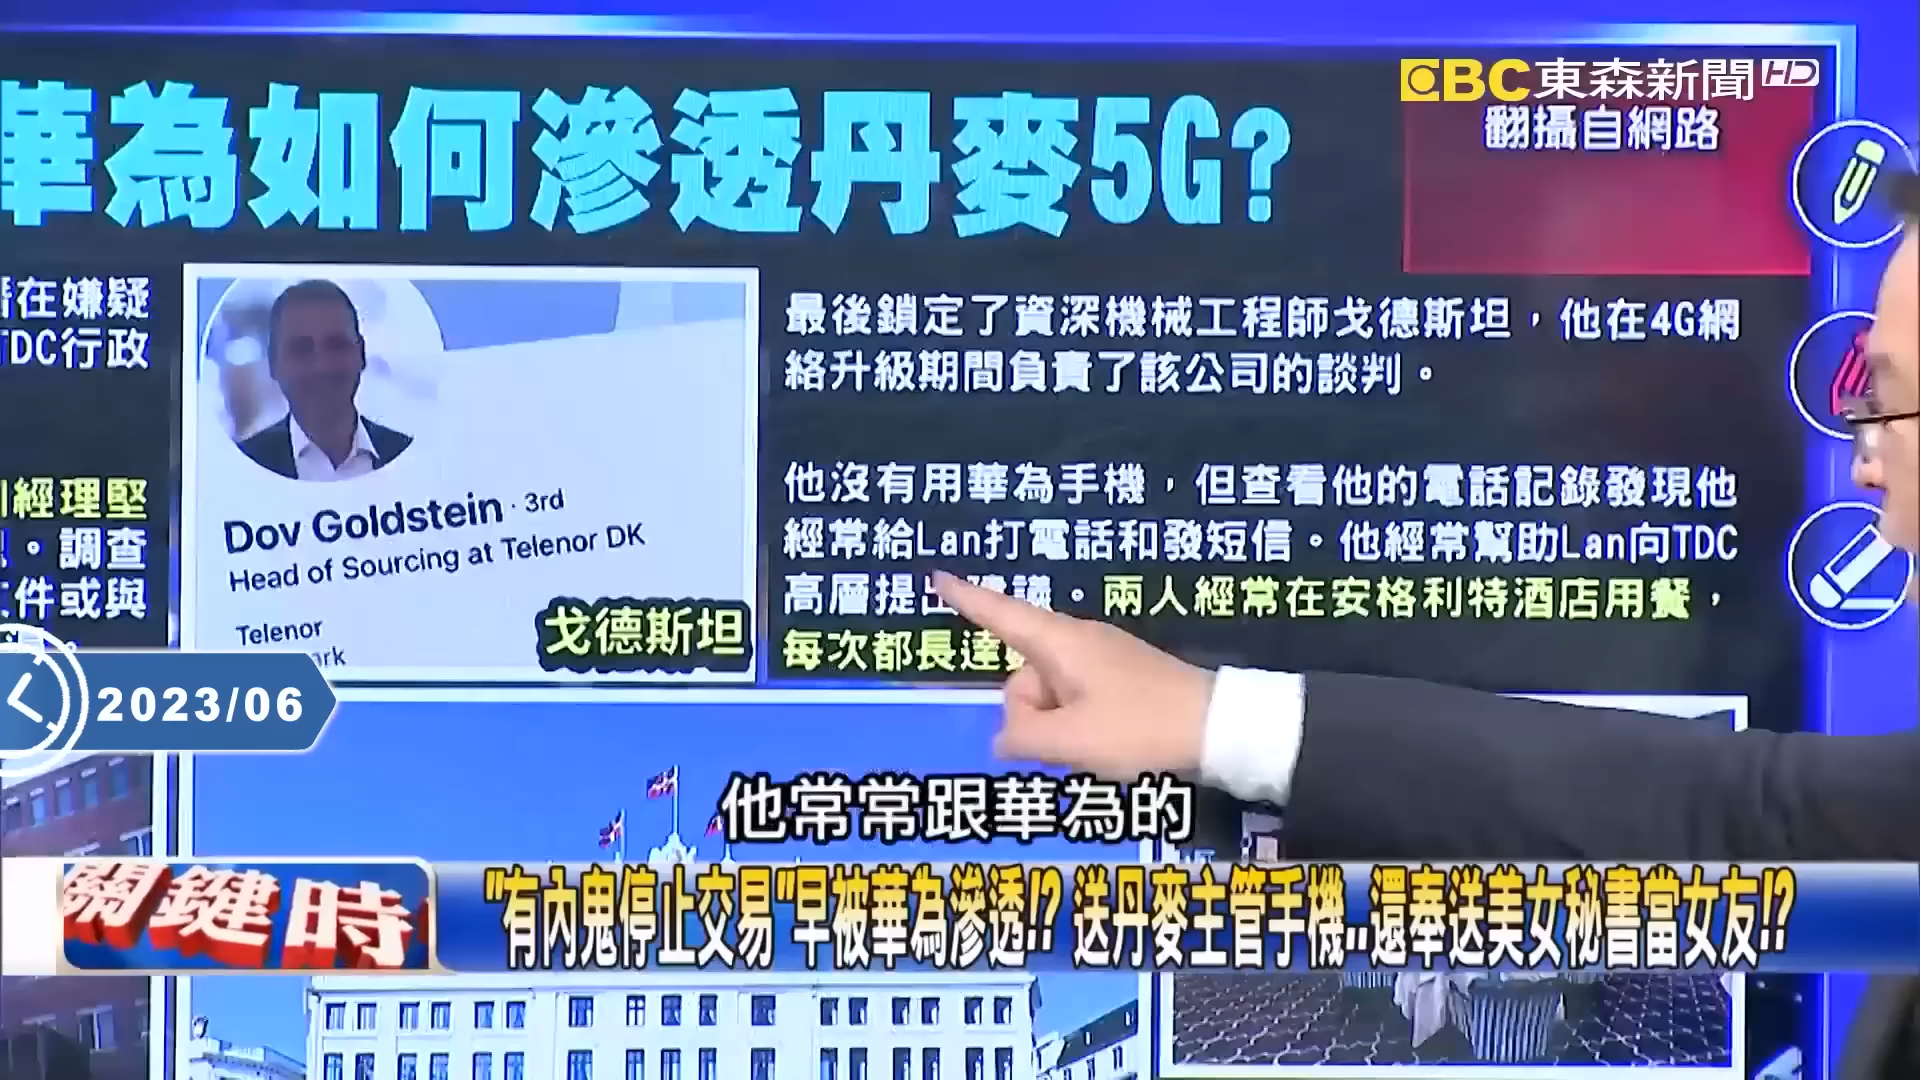 EBC東森新聞HD
翻攝自網路
華為如何滲透丹麥5G?
在嫌疑
TDC行政
經理堅
。調查
件或與
Dov Goldstein · 3rd
Head of Sourcing at Telenor DK
Telenor
戈德斯坦
最後鎖定了資深機械工程師戈德斯坦，他在4G網
絡升級期間負責了該公司的談判。
他沒有用華為手機，但查看他的電話記錄發現他
經常給Lan打電話和發短信。他經常幫助Lan向TDC
高層提出建議。兩人經常在安格利特酒店用餐，
每次都長達
2023/06
他常常跟華為的
關鍵時
"有內鬼停止交易"早被華為滲透!? 送丹麥主管手機...還奉送美女秘書當女友!?